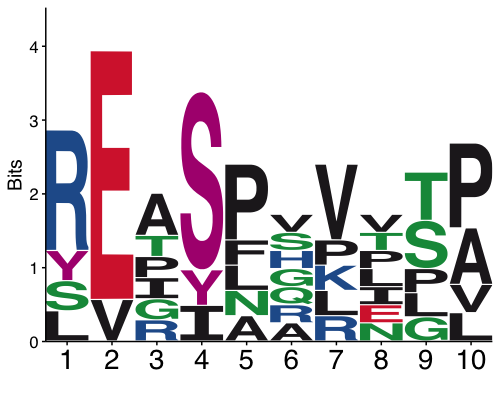 Bits
4
3
2
1
0
R Y S L
E V
A T P I G R
S Y I
P F L N A
V S H G Q R A
V P K L R
V T P L I E N
T S P L G
P A V L
1 2 3 4 5 6 7 8 9 10